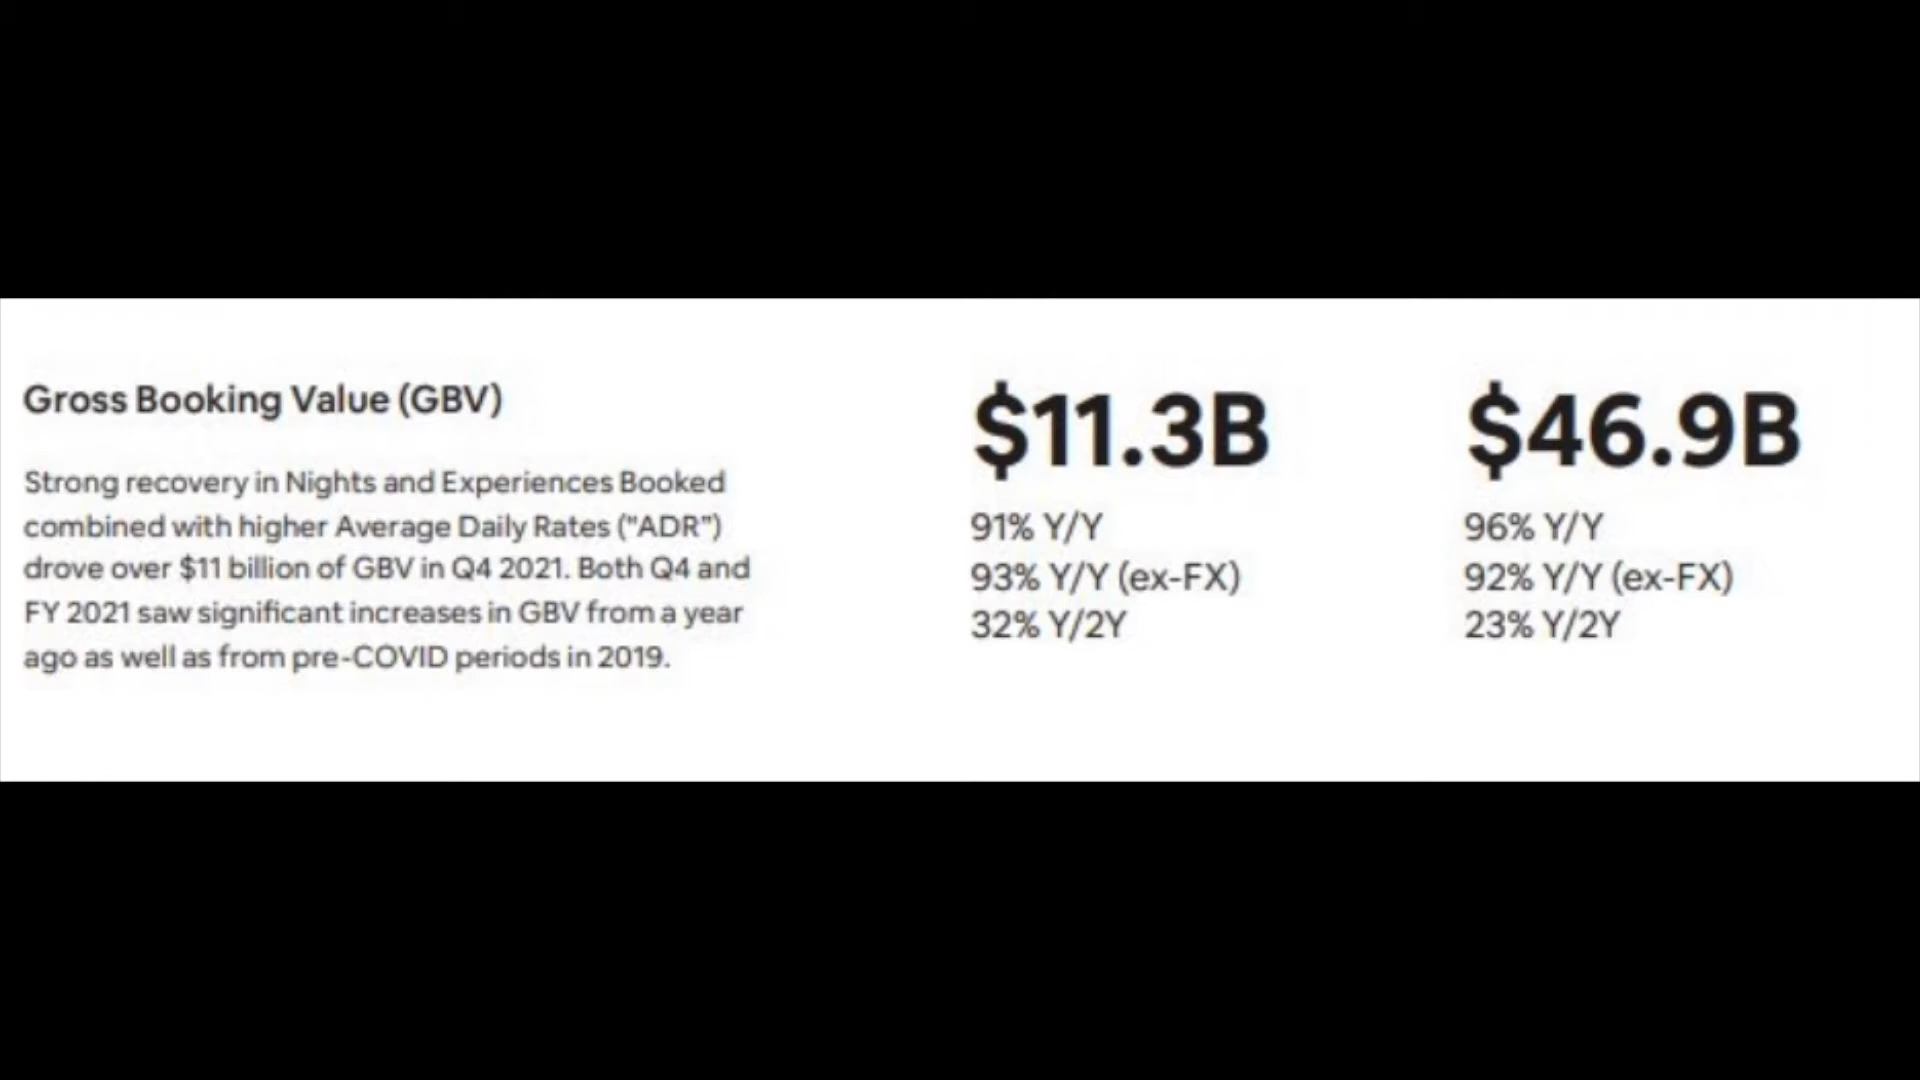 Gross Booking Value (GBV)
Strong recovery in Nights and Experiences Booked
combined with higher Average Daily Rates ("ADR")
drove over $11 billion of GBV in Q4 2021. Both Q4 and
FY 2021 saw significant increases in GBV from a year
ago as well as from pre-COVID periods in 2019.
$11.3B
91% Y/Y
93% Y/Y (ex-FX)
32% Y/2Y
$46.9B
96% Y/Y
92% Y/Y (ex-FX)
23% Y/2Y